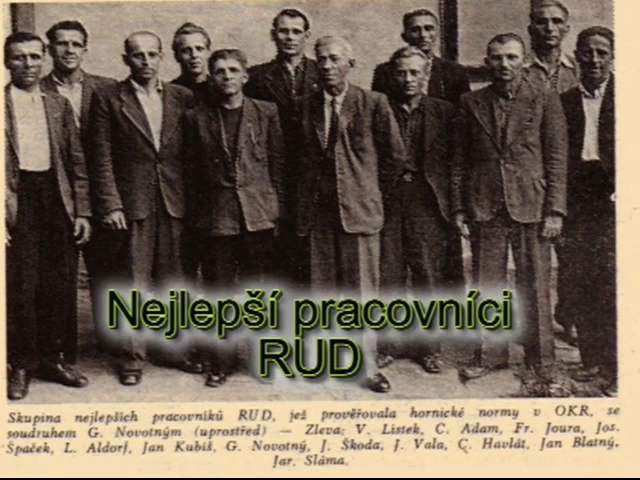 Nejlepší pracovníci
RUD
Skupina nejlepších pracovníků RUD, jež prověřovala hornické normy v OKR, se
soudruhem G. Novotným (uprostřed) — Zleva: V. Lístek, C. Adam, Fr. Joura, Jos.
Špaček, L. Aldorf, Jan Kubiš, G. Novotný, J. Škoda, J. Vala, Č. Havlát, Jan Blatný,
Jar. Sláma.